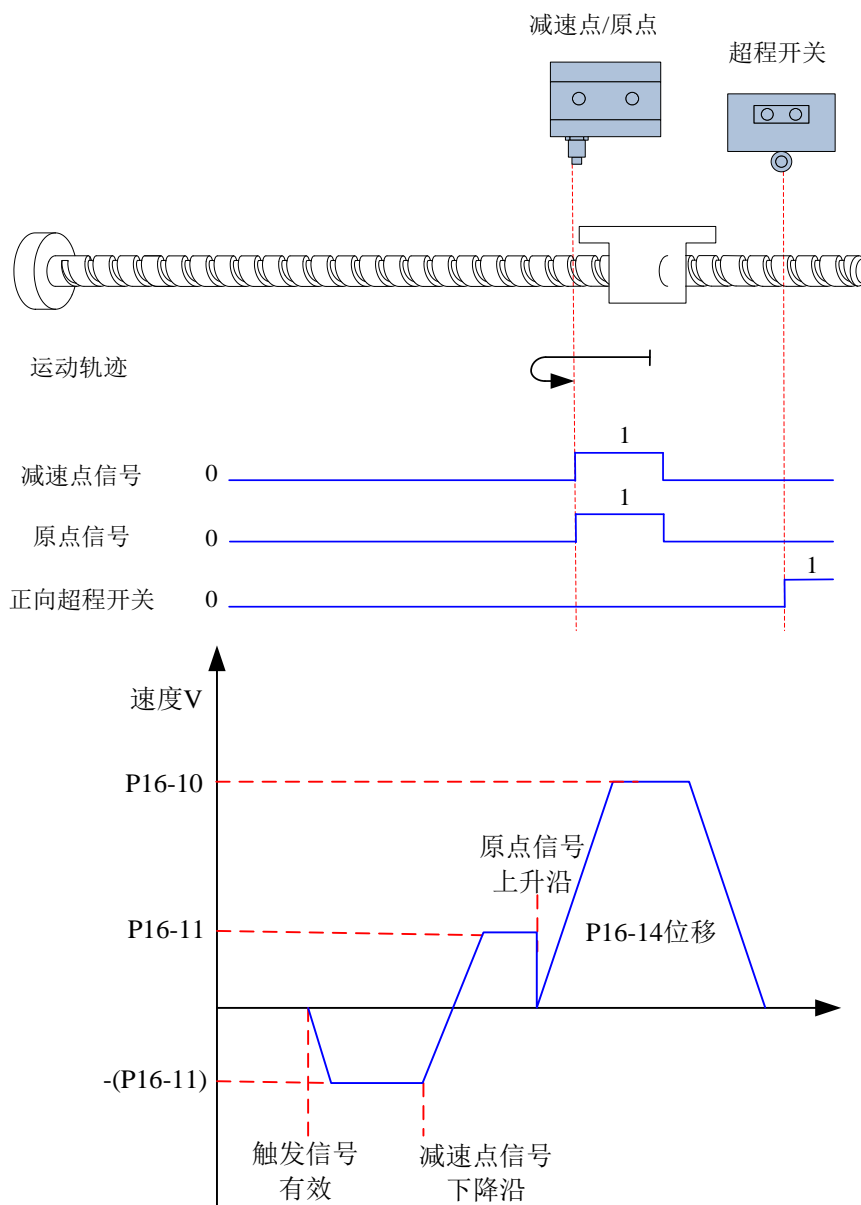 减速点/原点
超程开关
运动轨迹
1
减速点信号
0
1
原点信号
0
1
正向超程开关
0
速度V
P16-10
原点信号
上升沿
P16-11
P16-14位移
-(P16-11)
触发信号
有效
减速点信号
下降沿